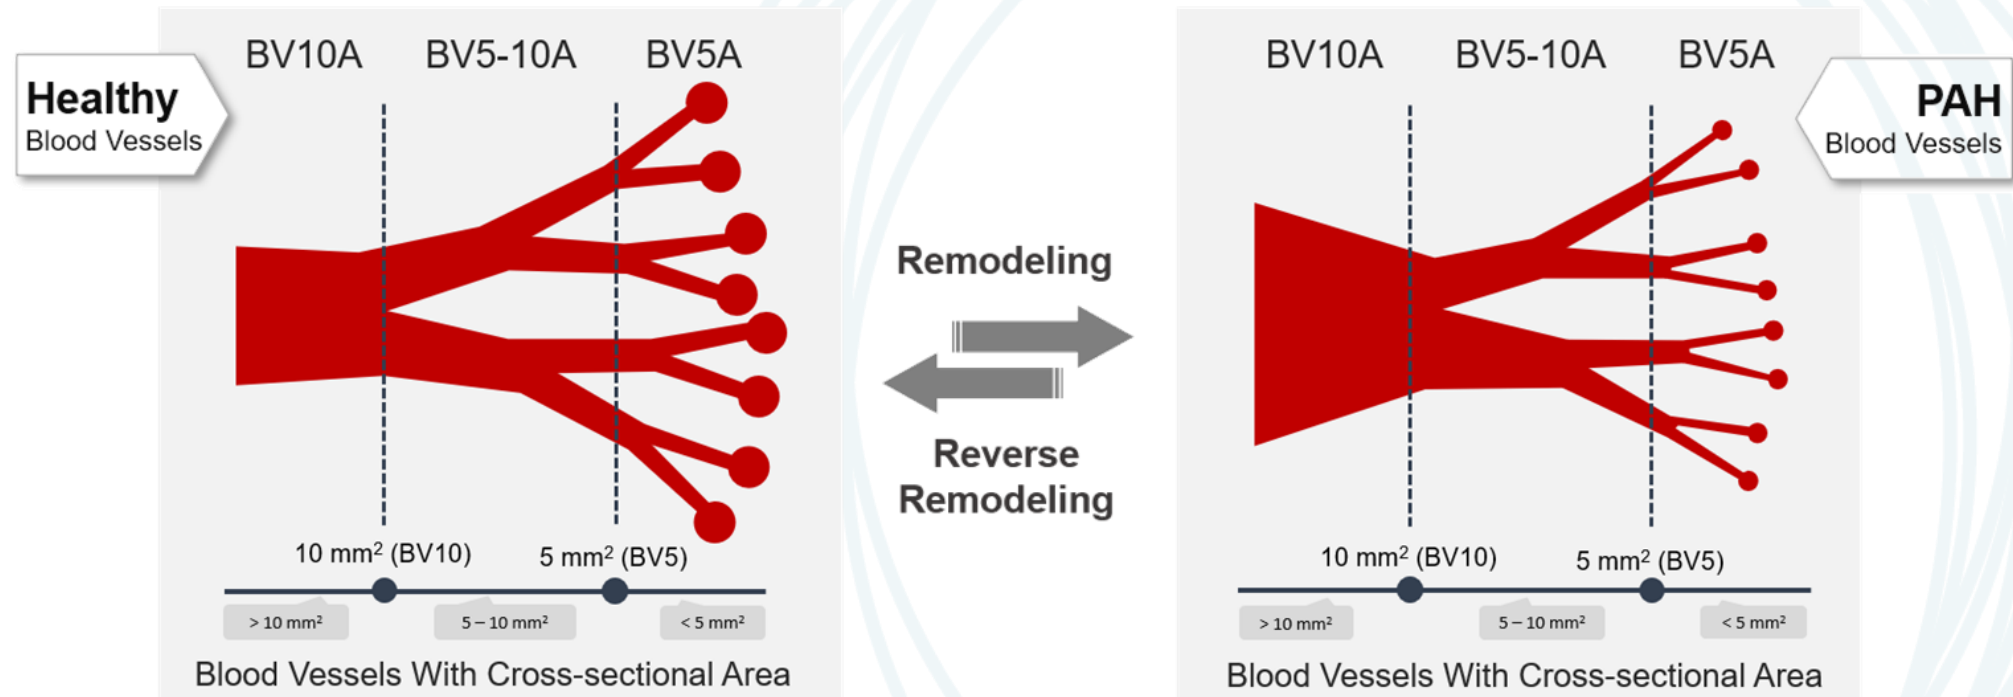 Healthy
Blood Vessels
BV10A BV5-10A BV5A
10 mm² (BV10) 5 mm² (BV5)
> 10 mm² 5 – 10 mm² < 5 mm²
Blood Vessels With Cross-sectional Area
Remodeling
Reverse
Remodeling
BV10A BV5-10A BV5A
PAH
Blood Vessels
10 mm² (BV10) 5 mm² (BV5)
> 10 mm² 5 – 10 mm² < 5 mm²
Blood Vessels With Cross-sectional Area